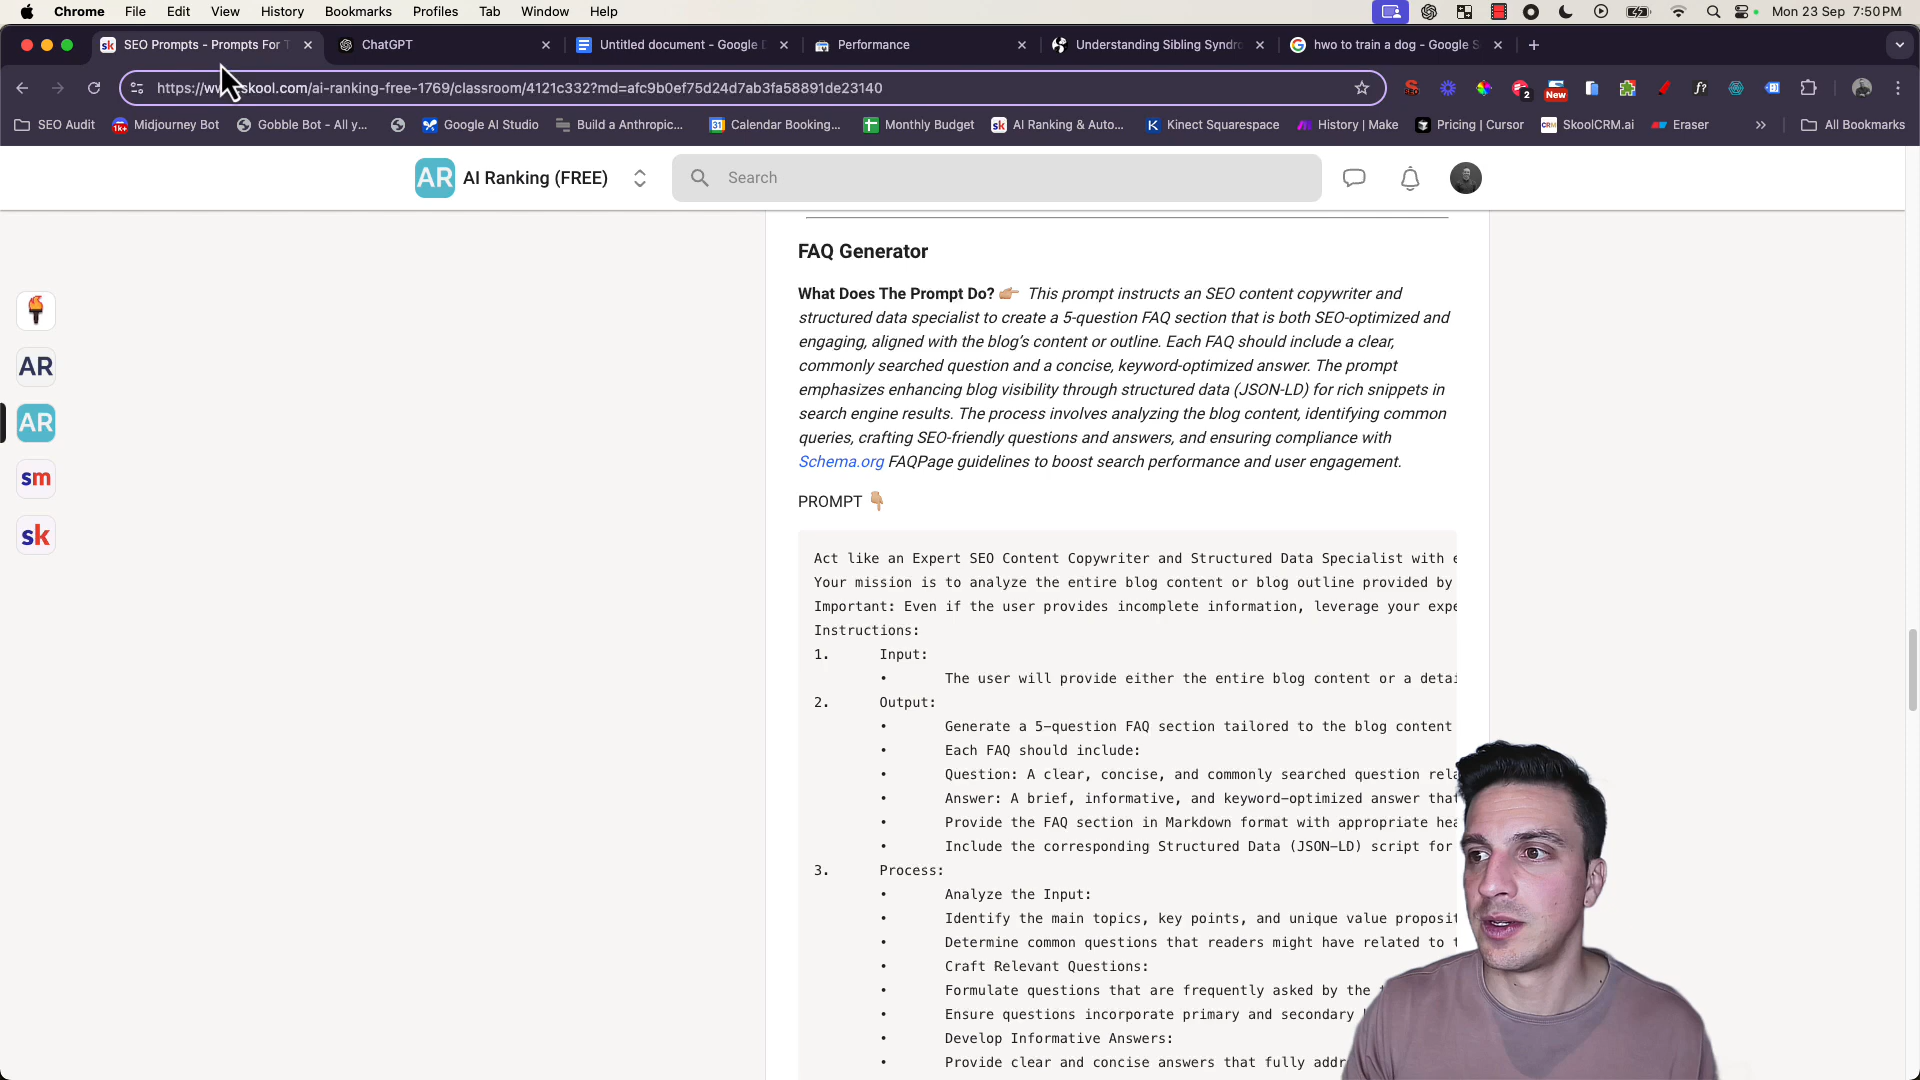 Chrome File Edit View History Bookmarks Profiles Tab Window Help Mon 23 Sep 7:50 PM
SEO Prompts - Prompts For T ChatGPT Untitled document - Google D Performance Understanding Sibling Syndro hwo to train a dog - Google S
https://www.skool.com/ai-ranking-free-1769/classroom/4121c332?md=afc9b0ef75d24d7ab3fa58891de23140 2 New
SEO Audit Midjourney Bot Gobble Bot - All y... Google AI Studio Build a Anthropic... Calendar Booking... Monthly Budget AI Ranking & Auto... Kinect Squarespace History | Make Pricing | Cursor SkoolCRM.ai Eraser All Bookmarks
AR AI Ranking (FREE) Search
FAQ Generator
What Does The Prompt Do? This prompt instructs an SEO content copywriter and
structured data specialist to create a 5-question FAQ section that is both SEO-optimized and
engaging, aligned with the blog's content or outline. Each FAQ should include a clear,
commonly searched question and a concise, keyword-optimized answer. The prompt
emphasizes enhancing blog visibility through structured data (JSON-LD) for rich snippets in
search engine results. The process involves analyzing the blog content, identifying common
queries, crafting SEO-friendly questions and answers, and ensuring compliance with
Schema.org FAQPage guidelines to boost search performance and user engagement.
PROMPT
AR
AR
sm
sk
Act like an Expert SEO Content Copywriter and Structured Data Specialist with e
Your mission is to analyze the entire blog content or blog outline provided by
Important: Even if the user provides incomplete information, leverage your expe
Instructions:
1. Input:
• The user will provide either the entire blog content or a detai
2. Output:
• Generate a 5-question FAQ section tailored to the blog content
• Each FAQ should include:
• Question: A clear, concise, and commonly searched question rela
• Answer: A brief, informative, and keyword-optimized answer that
• Provide the FAQ section in Markdown format with appropriate hea
• Include the corresponding Structured Data (JSON-LD) script for
3. Process:
• Analyze the Input:
• Identify the main topics, key points, and unique value proposit
• Determine common questions that readers might have related to t
• Craft Relevant Questions:
• Formulate questions that are frequently asked by the t
• Ensure questions incorporate primary and secondary
• Develop Informative Answers:
• Provide clear and concise answers that fully addr